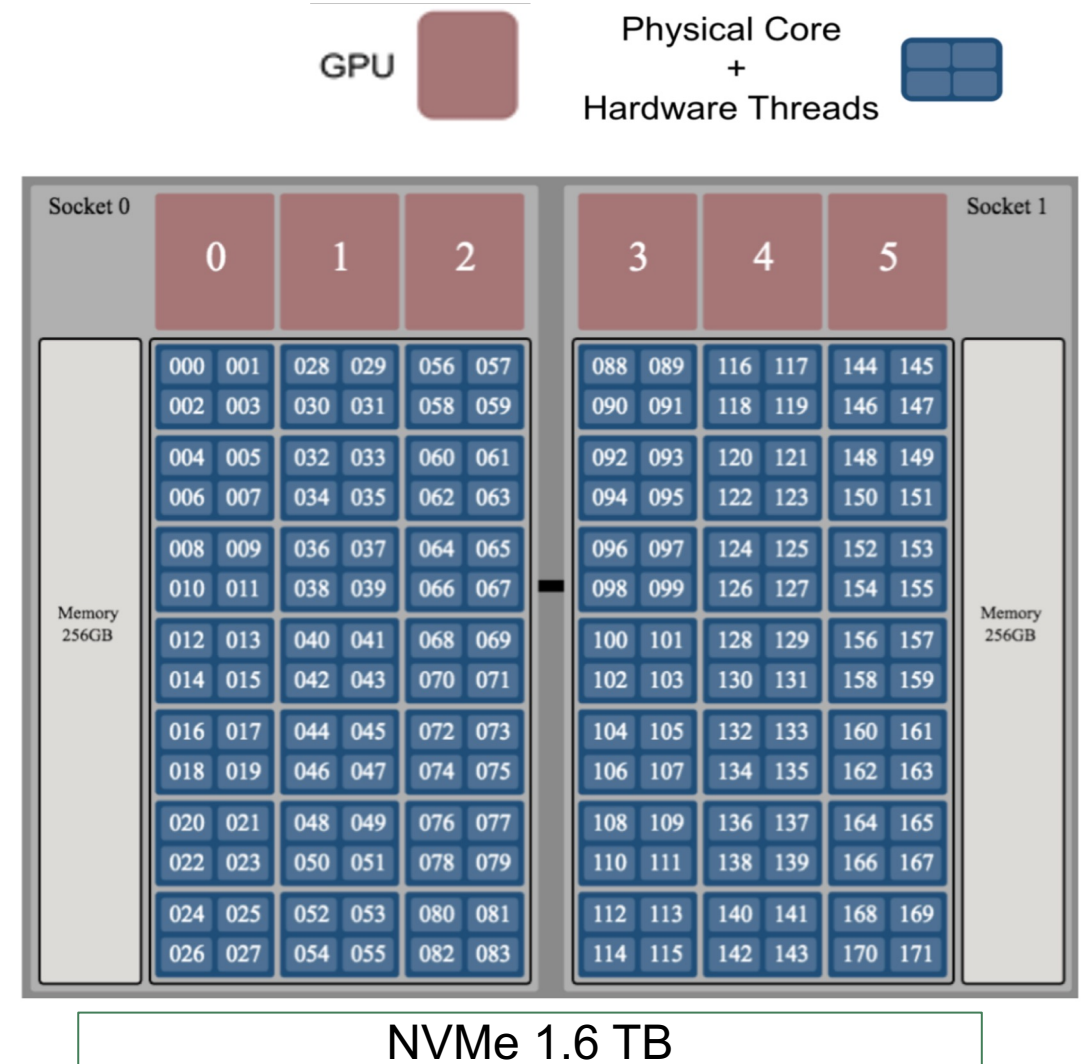 GPU
Physical Core
+
Hardware Threads
Socket 0
0 1 2
3 4 5
Socket 1
000 001 028 029 056 057 088 089 116 117 144 145
002 003 030 031 058 059 090 091 118 119 146 147
004 005 032 033 060 061 092 093 120 121 148 149
006 007 034 035 062 063 094 095 122 123 150 151
008 009 036 037 064 065 096 097 124 125 152 153
010 011 038 039 066 067 098 099 126 127 154 155
Memory
256GB
012 013 040 041 068 069 100 101 128 129 156 157
014 015 042 043 070 071 102 103 130 131 158 159
Memory
256GB
016 017 044 045 072 073 104 105 132 133 160 161
018 019 046 047 074 075 106 107 134 135 162 163
020 021 048 049 076 077 108 109 136 137 164 165
022 023 050 051 078 079 110 111 138 139 166 167
024 025 052 053 080 081 112 113 140 141 168 169
026 027 054 055 082 083 114 115 142 143 170 171
NVMe 1.6 TB